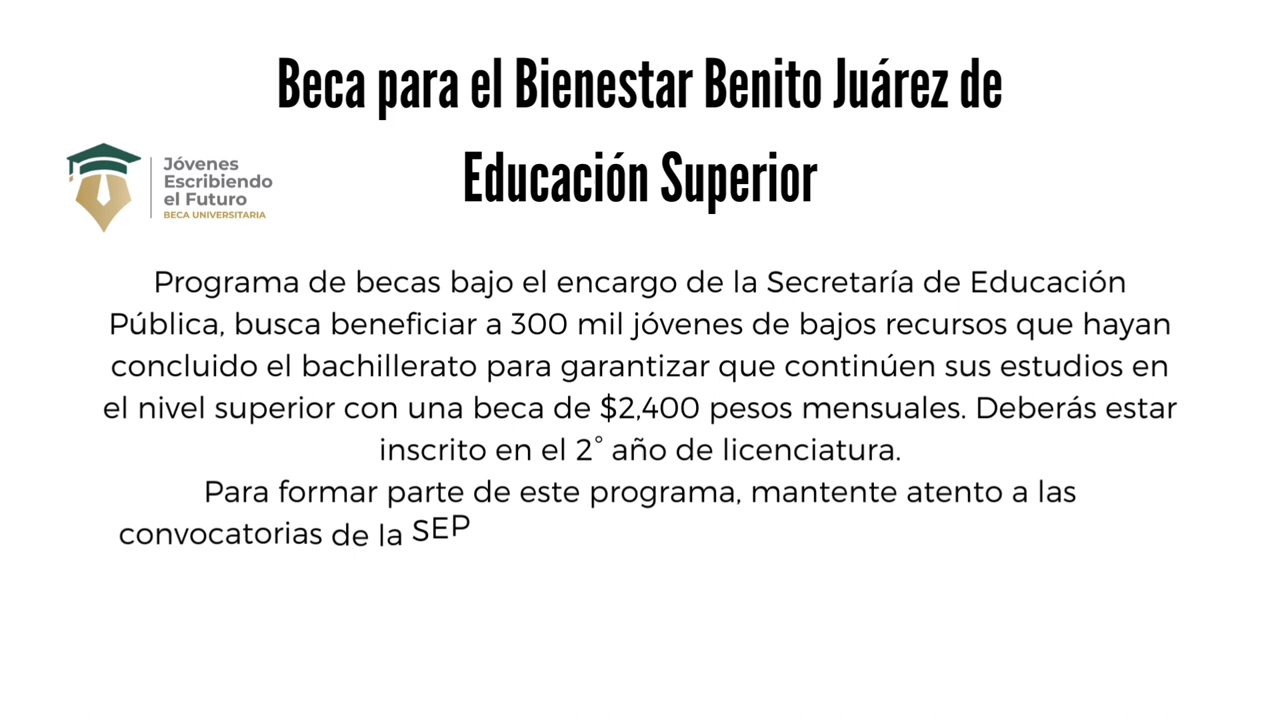 Beca para el Bienestar Benito Juárez de
Educación Superior
Jóvenes
Escribiendo
el Futuro
BECA UNIVERSITARIA
Programa de becas bajo el encargo de la Secretaría de Educación
Pública, busca beneficiar a 300 mil jóvenes de bajos recursos que hayan
concluido el bachillerato para garantizar que continúen sus estudios en
el nivel superior con una beca de $2,400 pesos mensuales. Deberás estar
inscrito en el 2° año de licenciatura.
Para formar parte de este programa, mantente atento a las
convocatorias de la SEP